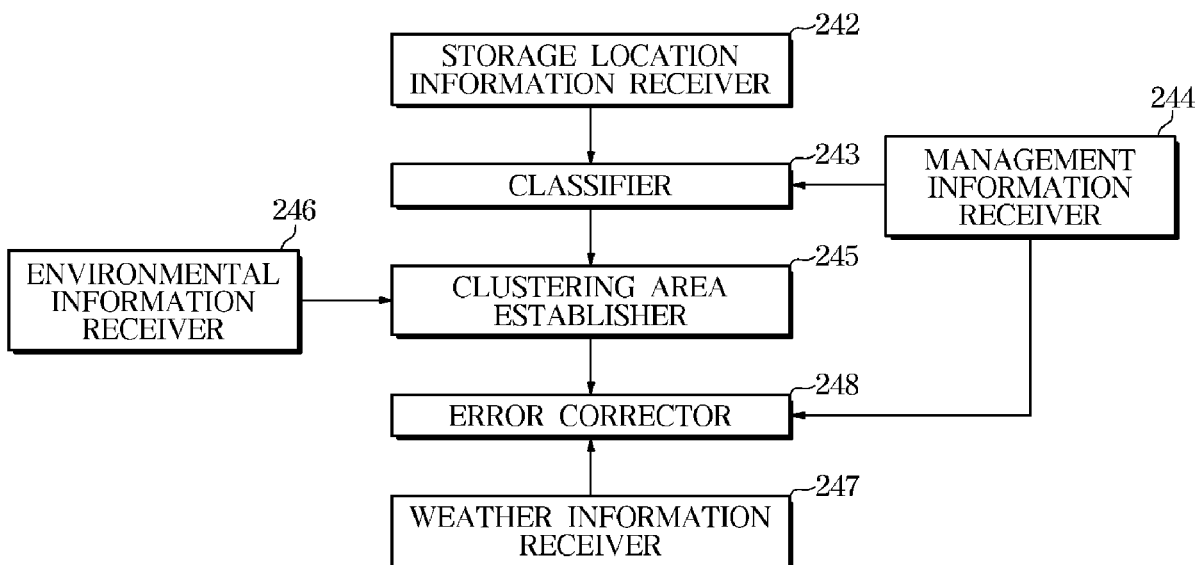 242
STORAGE LOCATION
INFORMATION RECEIVER
244
243
MANAGEMENT
INFORMATION
RECEIVER
CLASSIFIER
246
245
ENVIRONMENTAL
INFORMATION
RECEIVER
CLUSTERING AREA
ESTABLISHER
248
ERROR CORRECTOR
247
WEATHER INFORMATION
RECEIVER